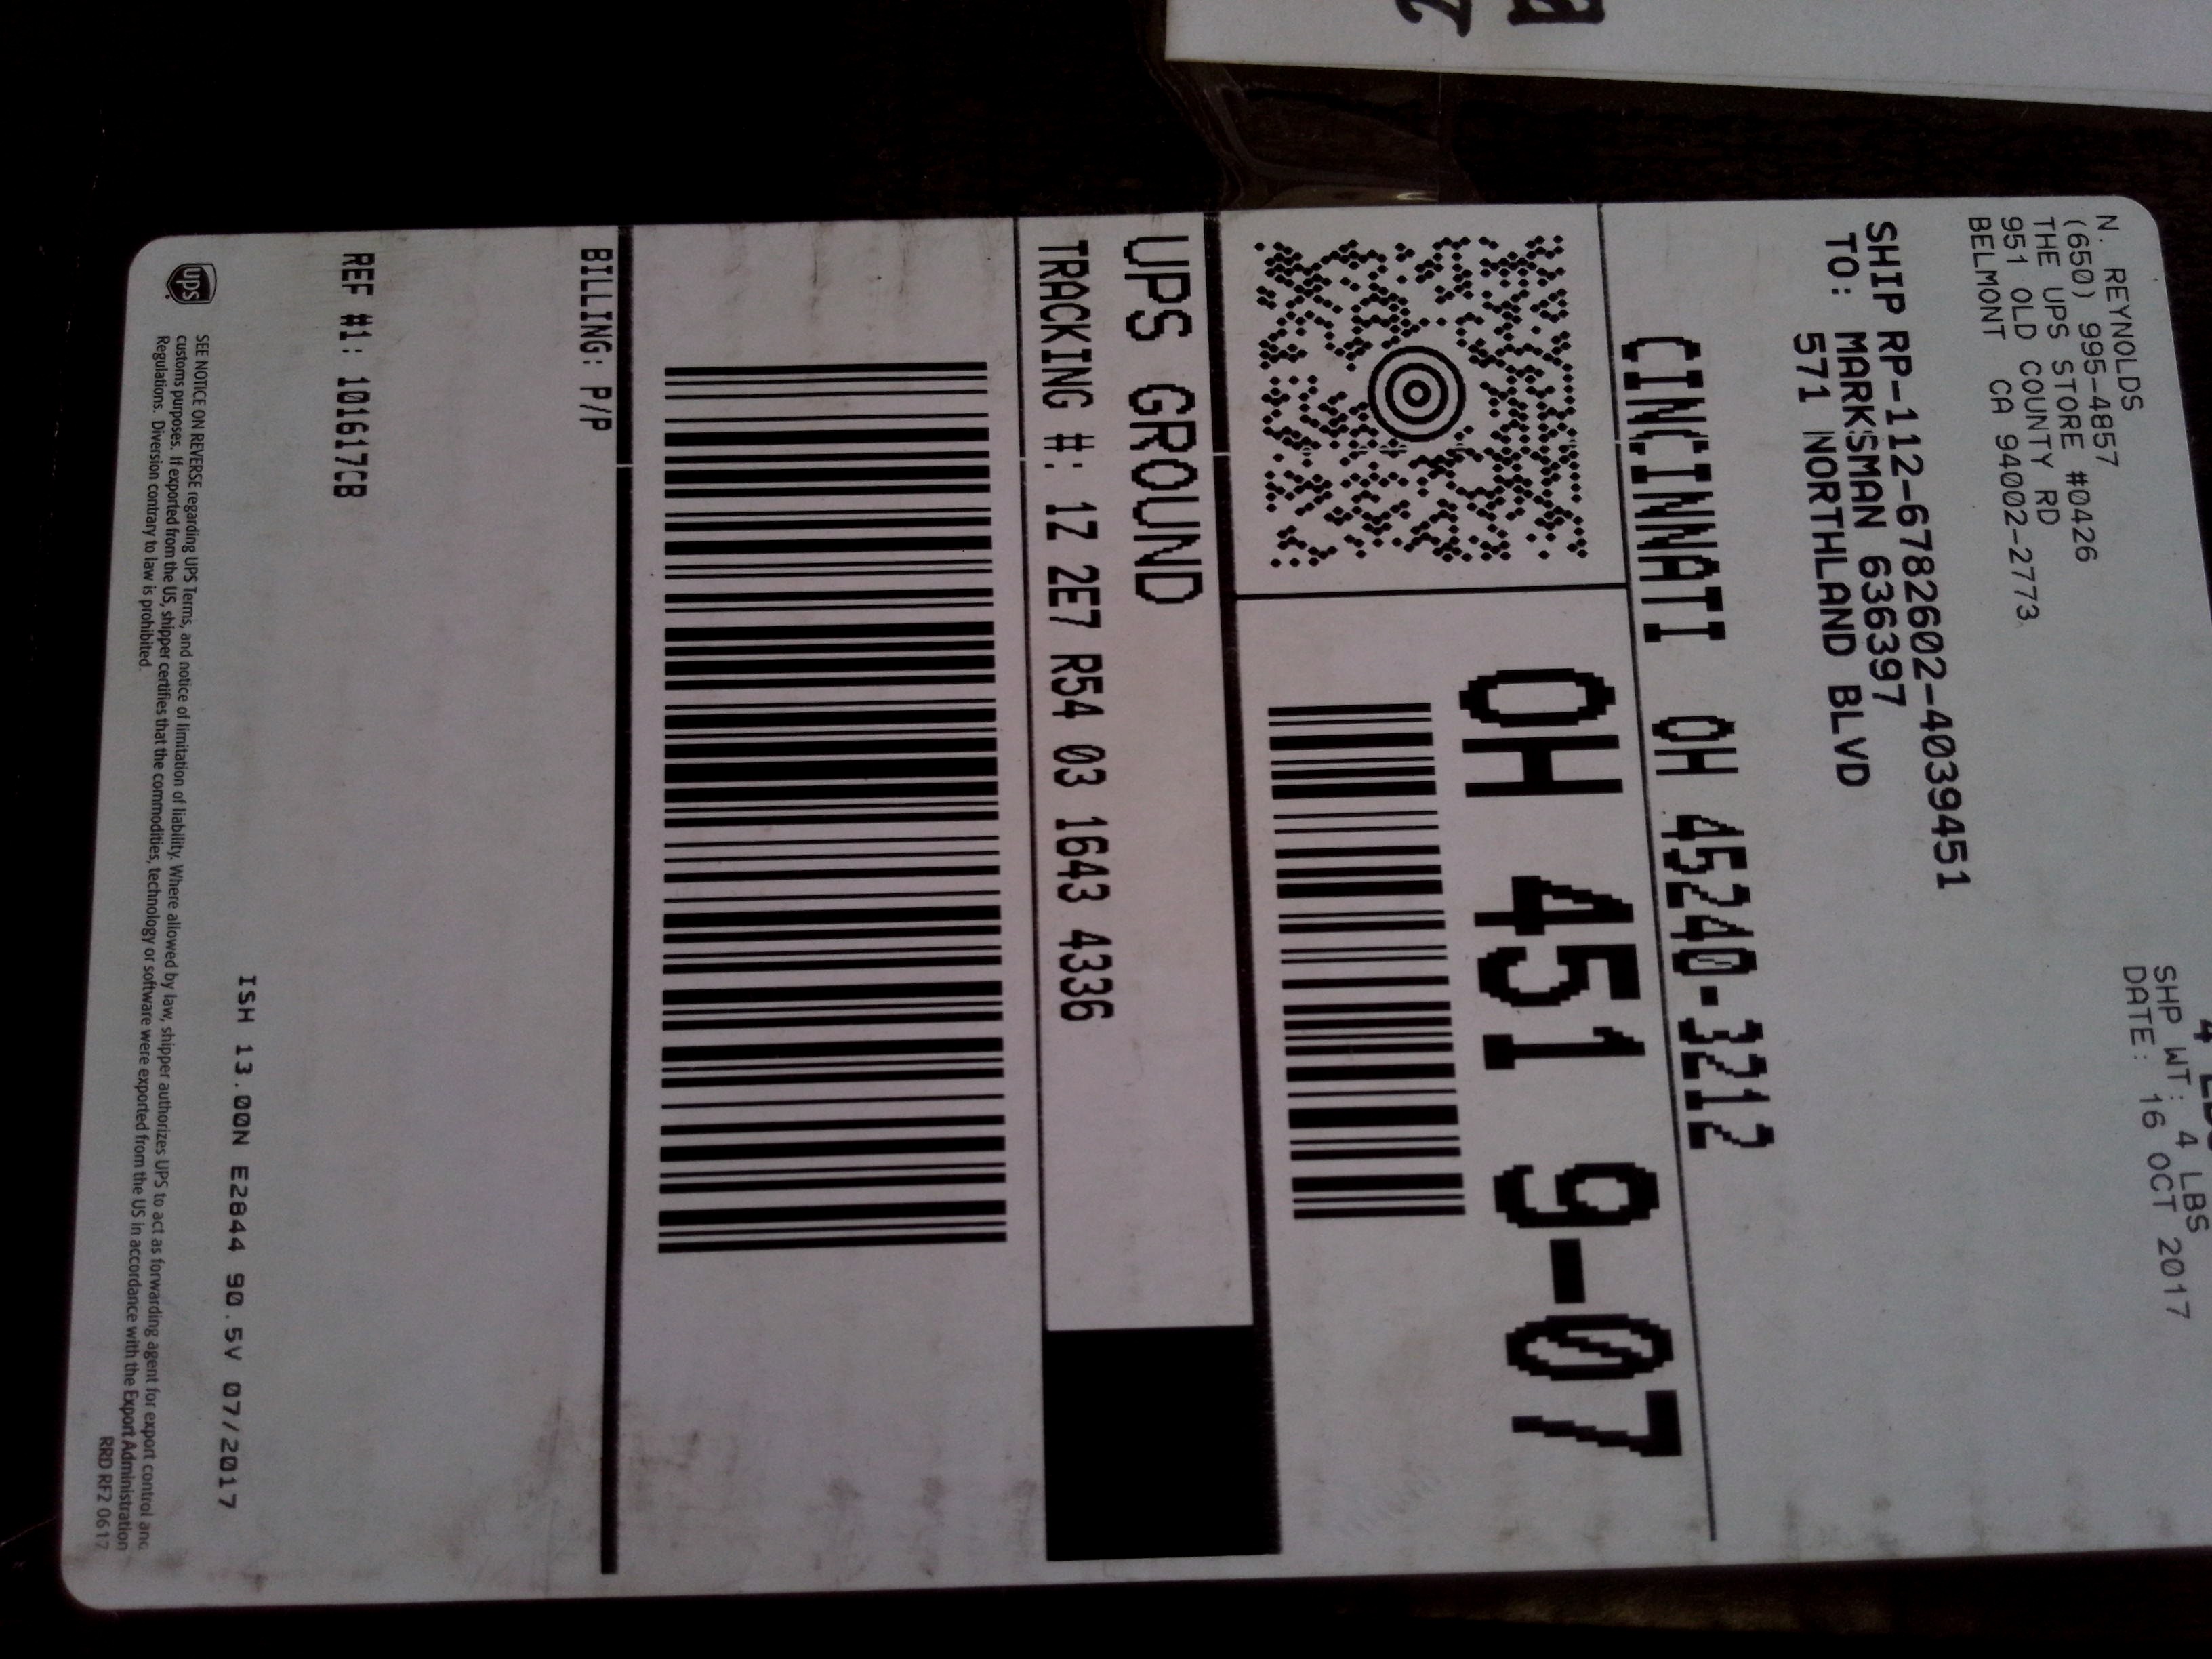 N. REYNOLDS
(650) 995-4857
THE UPS STORE #0426
951 OLD COUNTY RD
BELMONT CA 94002-2773
SHP WT: 4 LBS
DATE: 16 OCT 2017
SHIP RP-112-6782602-4039451
TO: MARKSMAN 636397
571 NORTHLAND BLVD
CINCINNATI OH 45240-3212
OH 451 9-07
UPS GROUND
TRACKING #: 1Z 2E7 R54 03 1643 4336
BILLING: P/P
REF #1: 101617CB
ISH 13.00N E2844 90.5V 07/2017
ups
SEE NOTICE ON REVERSE regarding UPS Terms, and notice of limitation of liability. Where allowed by law, shipper authorizes UPS to act as forwarding agent for export control and
customs purposes. If exported from the US, shipper certifies that the commodities, technology or software were exported from the US in accordance with the Export Administration
Regulations. Diversion contrary to law is prohibited.
RRD RF2 0617